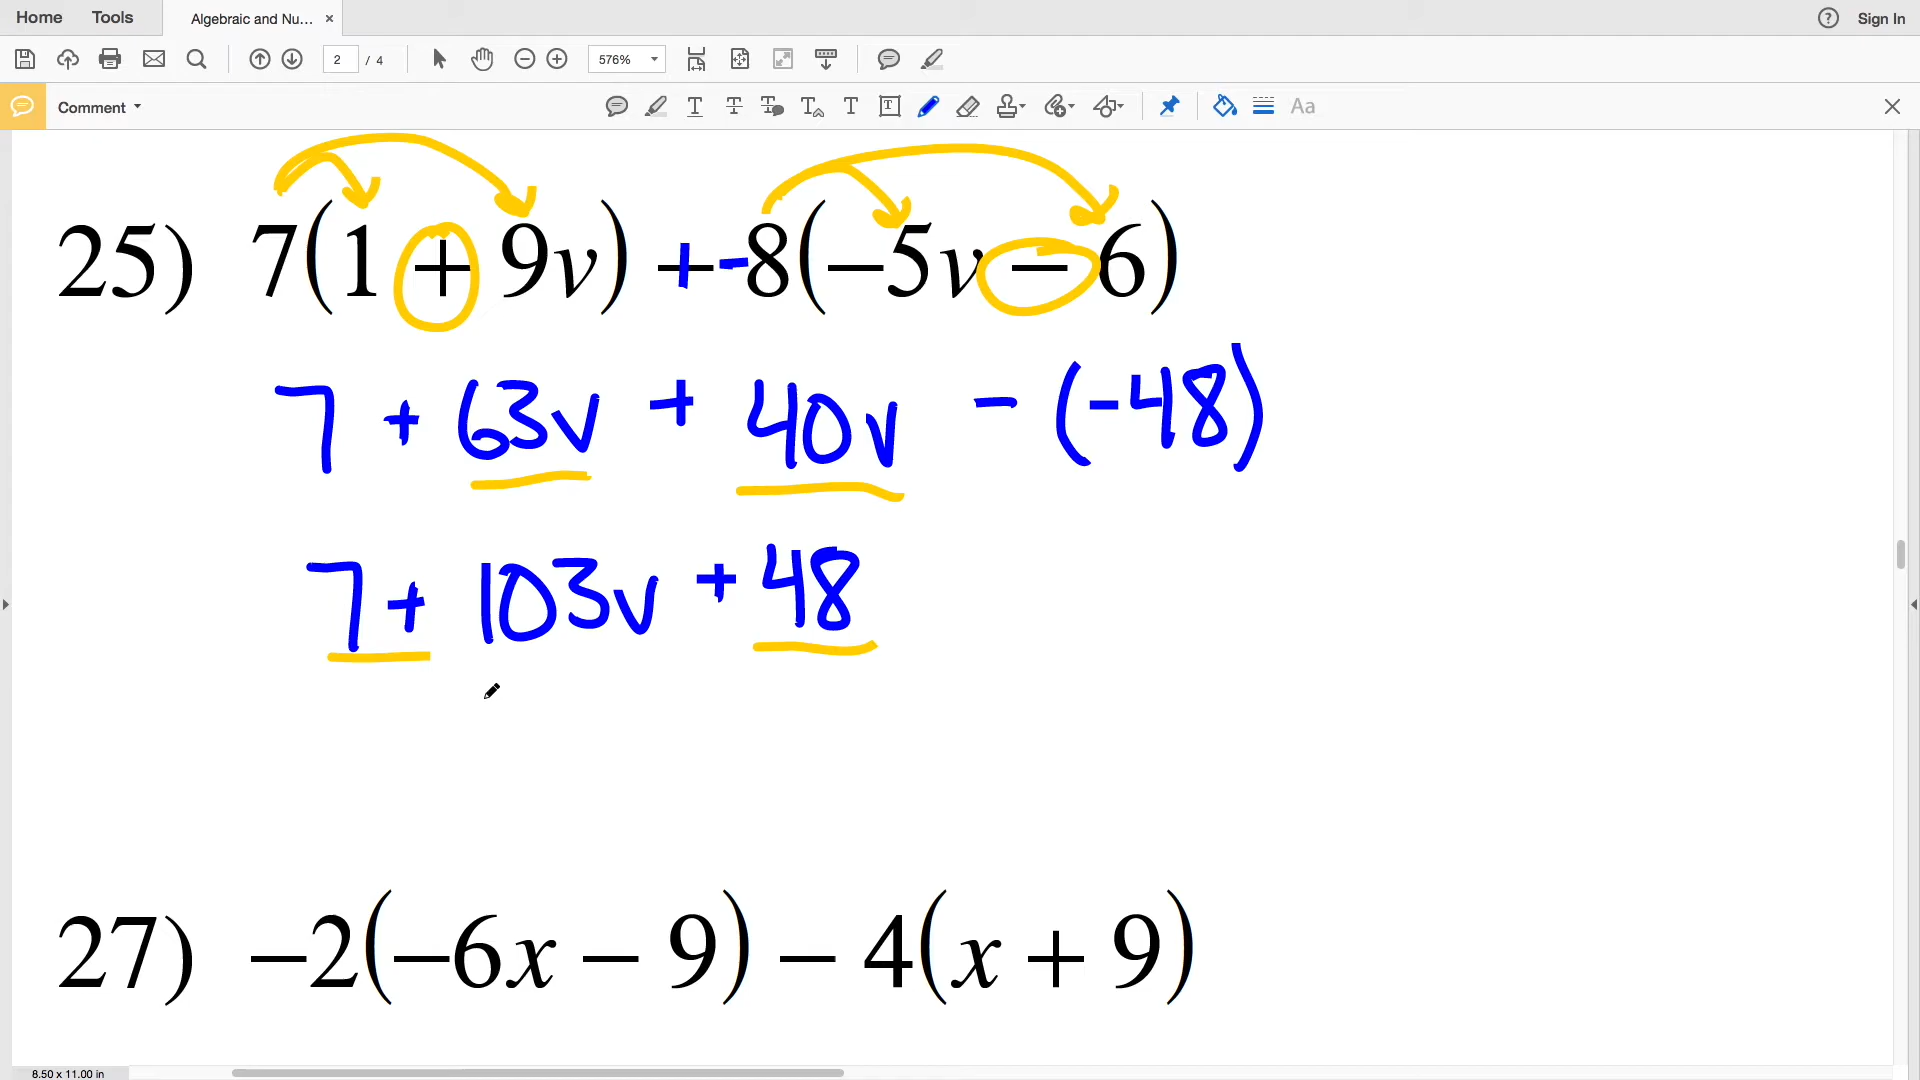 Home Tools Algebraic and Nu... × ? Sign In
2 / 4 576%
Comment Aa
25) 7(1 + 9v) + -8(−5v − 6)
7 + 63v + 40v - (-48)
7 + 103v + 48
27) −2(−6x − 9) − 4(x + 9)
8.50 x 11.00 in